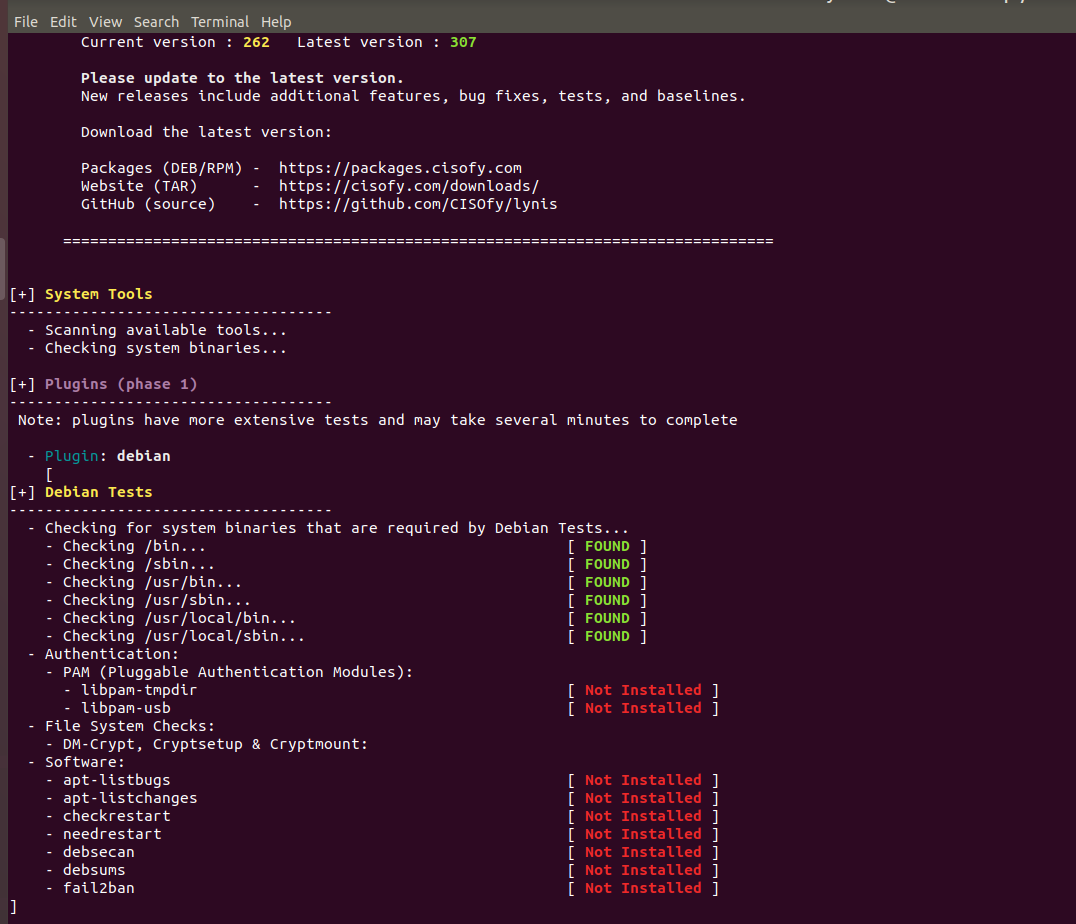 File Edit View Search Terminal Help
Current version : 262   Latest version : 307
Please update to the latest version.
New releases include additional features, bug fixes, tests, and baselines.
Download the latest version:
Packages (DEB/RPM) -  https://packages.cisofy.com
Website (TAR)      -  https://cisofy.com/downloads/
GitHub (source)    -  https://github.com/CISOfy/lynis
===============================================================================
[+] System Tools
------------------------------------
- Scanning available tools...
- Checking system binaries...
[+] Plugins (phase 1)
------------------------------------
Note: plugins have more extensive tests and may take several minutes to complete
- Plugin: debian
[
[+] Debian Tests
------------------------------------
- Checking for system binaries that are required by Debian Tests...
- Checking /bin... [ FOUND ]
- Checking /sbin... [ FOUND ]
- Checking /usr/bin... [ FOUND ]
- Checking /usr/sbin... [ FOUND ]
- Checking /usr/local/bin... [ FOUND ]
- Checking /usr/local/sbin... [ FOUND ]
- Authentication:
- PAM (Pluggable Authentication Modules):
- libpam-tmpdir [ Not Installed ]
- libpam-usb [ Not Installed ]
- File System Checks:
- DM-Crypt, Cryptsetup & Cryptmount:
- Software:
- apt-listbugs [ Not Installed ]
- apt-listchanges [ Not Installed ]
- checkrestart [ Not Installed ]
- needrestart [ Not Installed ]
- debsecan [ Not Installed ]
- debsums [ Not Installed ]
- fail2ban [ Not Installed ]
]